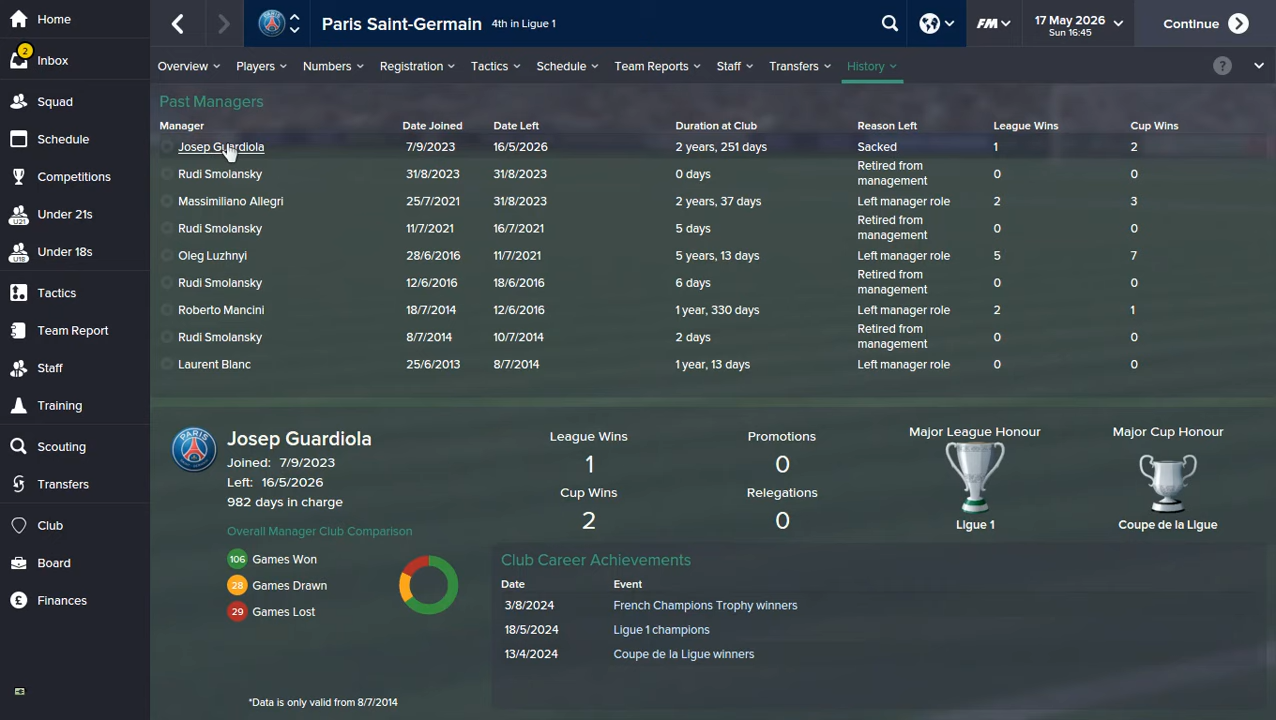 Home
2
Inbox
Squad
Schedule
Competitions
U21
Under 21s
U18
Under 18s
Tactics
Team Report
Staff
Training
Scouting
Transfers
Club
Board
£ Finances
Paris Saint-Germain 4th in Ligue 1
FM
17 May 2026
Sun 16:45
Continue
Overview Players Numbers Registration Tactics Schedule Team Reports Staff Transfers History ?
Past Managers
Manager Date Joined Date Left Duration at Club Reason Left League Wins Cup Wins
Josep Guardiola 7/9/2023 16/5/2026 2 years, 251 days Sacked 1 2
Rudi Smolansky 31/8/2023 31/8/2023 0 days Retired from management 0 0
Massimiliano Allegri 25/7/2021 31/8/2023 2 years, 37 days Left manager role 2 3
Rudi Smolansky 11/7/2021 16/7/2021 5 days Retired from management 0 0
Oleg Luzhnyi 28/6/2016 11/7/2021 5 years, 13 days Left manager role 5 7
Rudi Smolansky 12/6/2016 18/6/2016 6 days Retired from management 0 0
Roberto Mancini 18/7/2014 12/6/2016 1 year, 330 days Left manager role 2 1
Rudi Smolansky 8/7/2014 10/7/2014 2 days Retired from management 0 0
Laurent Blanc 25/6/2013 8/7/2014 1 year, 13 days Left manager role 0 0
PARIS
Josep Guardiola
Joined: 7/9/2023
Left: 16/5/2026
982 days in charge
Overall Manager Club Comparison
106 Games Won
28 Games Drawn
29 Games Lost
League Wins
1
Cup Wins
2
Promotions
0
Relegations
0
Major League Honour
Ligue 1
Major Cup Honour
Coupe de la Ligue
Club Career Achievements
Date Event
3/8/2024 French Champions Trophy winners
18/5/2024 Ligue 1 champions
13/4/2024 Coupe de la Ligue winners
*Data is only valid from 8/7/2014